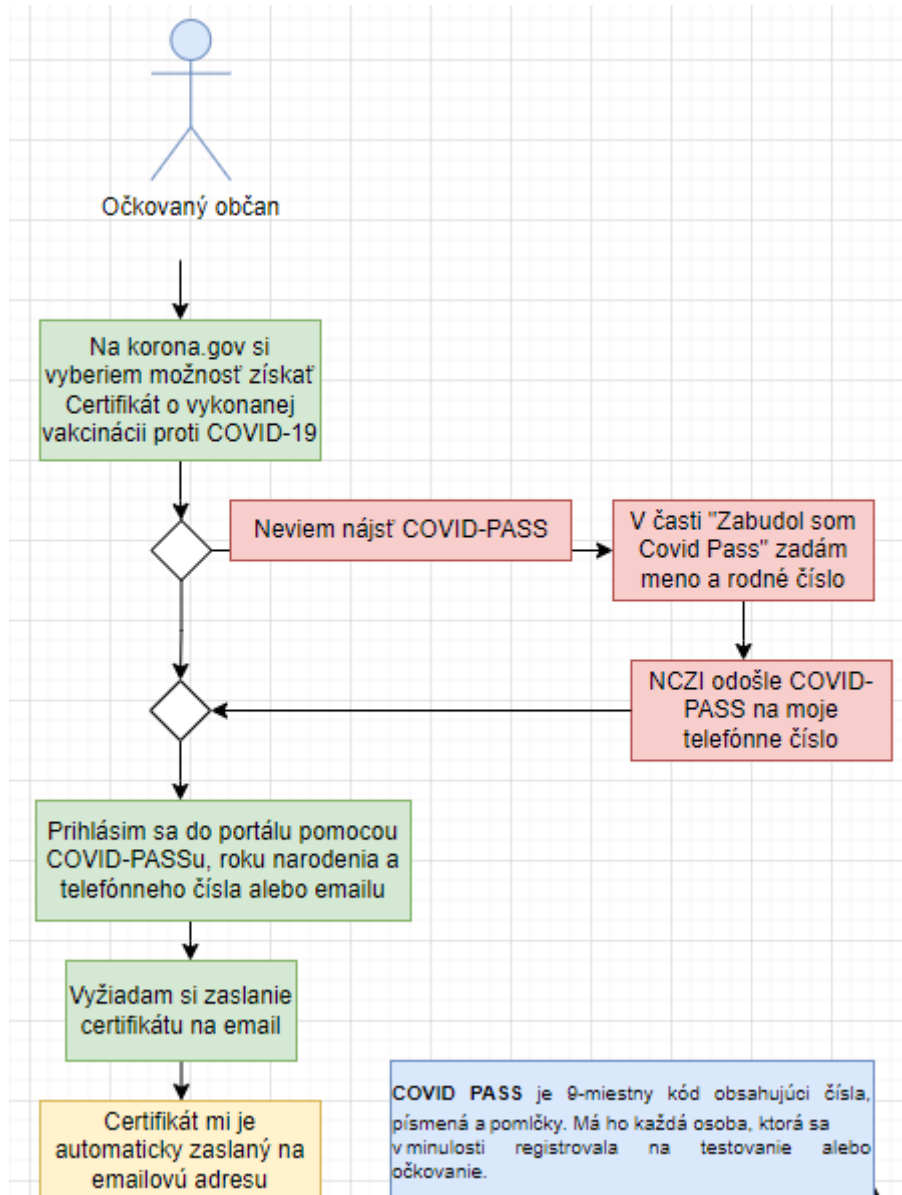 Očkovaný občan
Na korona.gov si
vyberiem možnosť získať
Certifikát o vykonanej
vakcinácii proti COVID-19
Neviem nájsť COVID-PASS
V časti "Zabudol som
Covid Pass" zadám
meno a rodné číslo
NCZI odošle COVID-
PASS na moje
telefónne číslo
Prihlásim sa do portálu pomocou
COVID-PASSu, roku narodenia a
telefónneho čísla alebo emailu
Vyžiadam si zaslanie
certifikátu na email
Certifikát mi je
automaticky zaslaný na
emailovú adresu
COVID PASS je 9-miestny kód obsahujúci čísla,
písmená a pomlčky. Má ho každá osoba, ktorá sa
v minulosti registrovala na testovanie alebo
očkovanie.